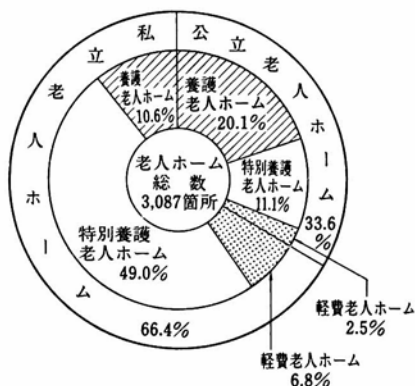 公立老人ホーム
33.6%
養護
老人ホーム
20.1%
特別養護
老人ホーム
11.1%
軽費老人ホーム
2.5%
私立老人ホーム
66.4%
養護
老人ホーム
10.6%
特別養護
老人ホーム
49.0%
軽費老人ホーム
6.8%
老人ホーム
総数
3,087箇所